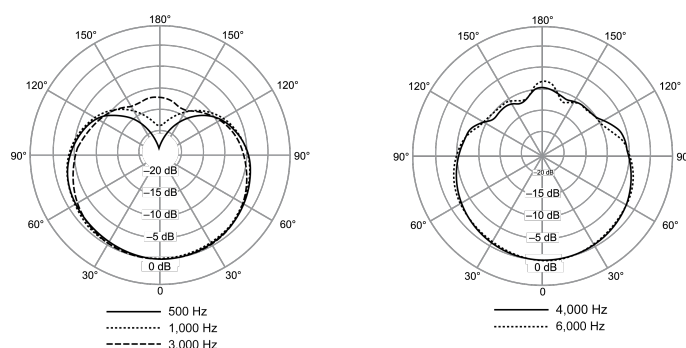 180°
150° 150°
120° 120°
90° 90°
–20 dB
–15 dB
–10 dB
60° 60°
–5 dB
0 dB
30° 30°
0
500 Hz
1,000 Hz
3,000 Hz
180°
150° 150°
120° 120°
90° 90°
–20 dB
–15 dB
–10 dB
60° 60°
–5 dB
0 dB
30° 30°
0
4,000 Hz
6,000 Hz